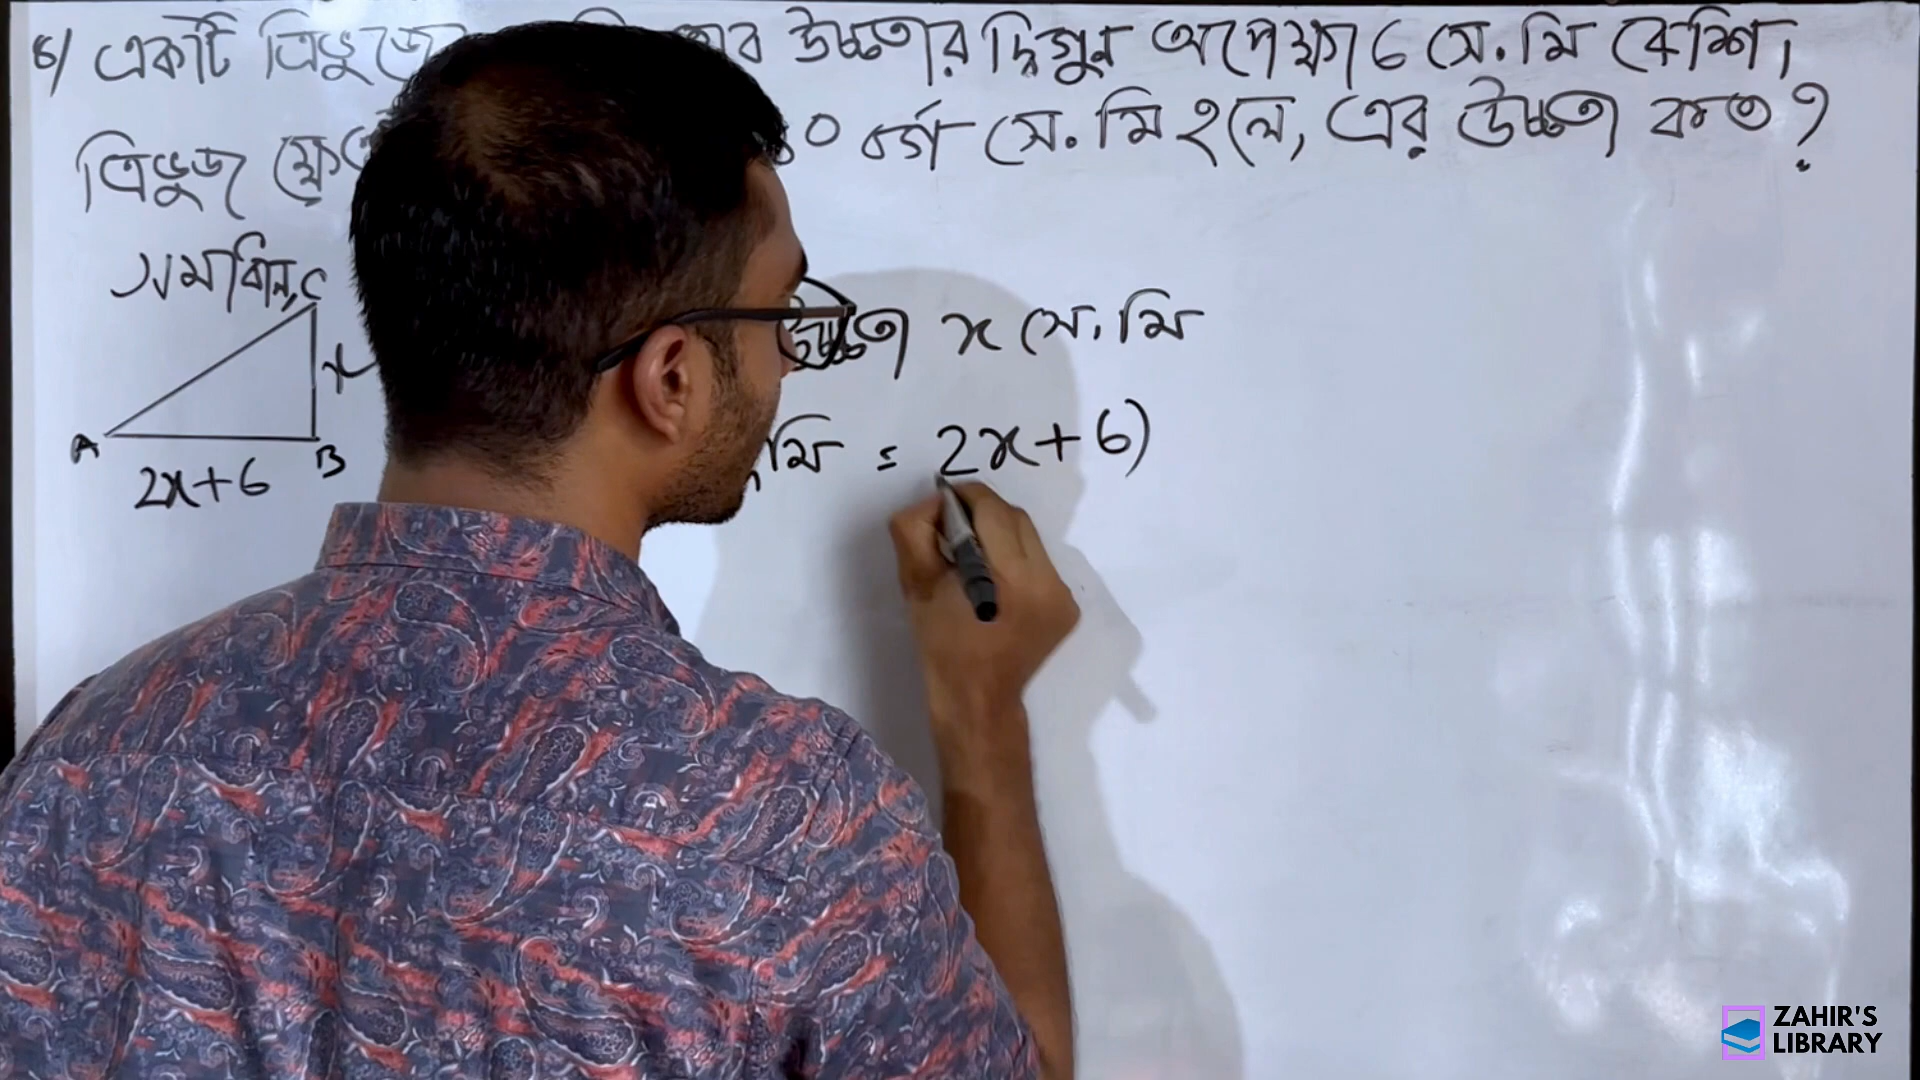 ৮/ একটি ত্রিভুজের উচ্চতার দ্বিগুন অপেক্ষা ৬ সে.মি বেশি,
ত্রিভুজ ০ বর্গ সে.মি হলে, এর উচ্চতা কত?
সমাধান,
C
উচ্চতা x সে.মি
x
= 2x+6)
A
B
2x+6
ZAHIR'S
LIBRARY